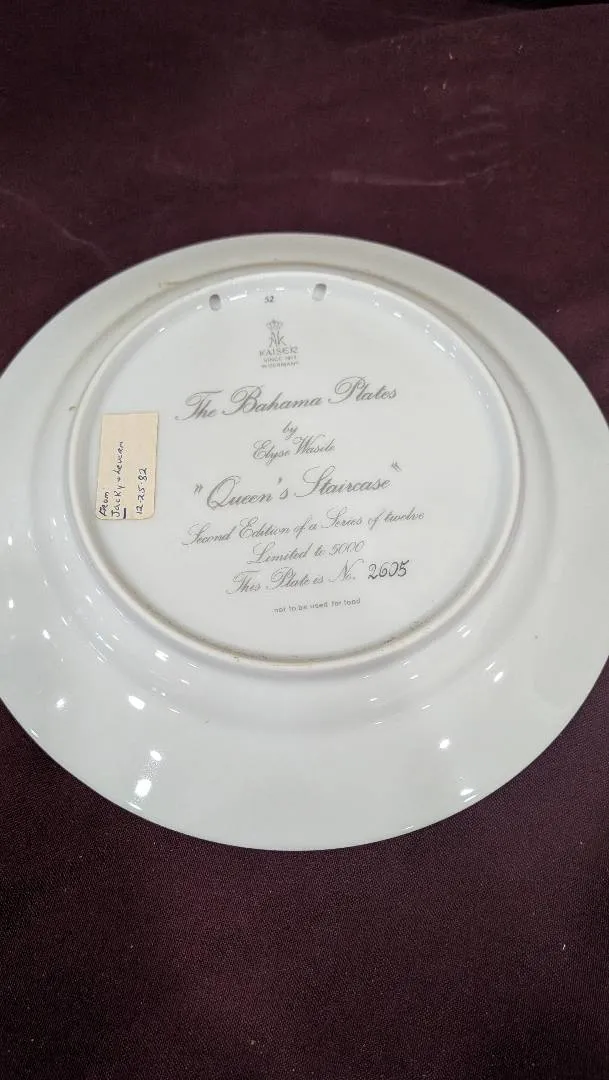 52
AK
KAISER
SINCE 1872
W. GERMANY
The Bahama Plates
by
Elyse Wasile
"Queen's Staircase"
Second Edition of a Series of twelve
Limited to 5000
This Plate is No. 2605
not to be used for food
From:
Jacky + Levern
12-25-82